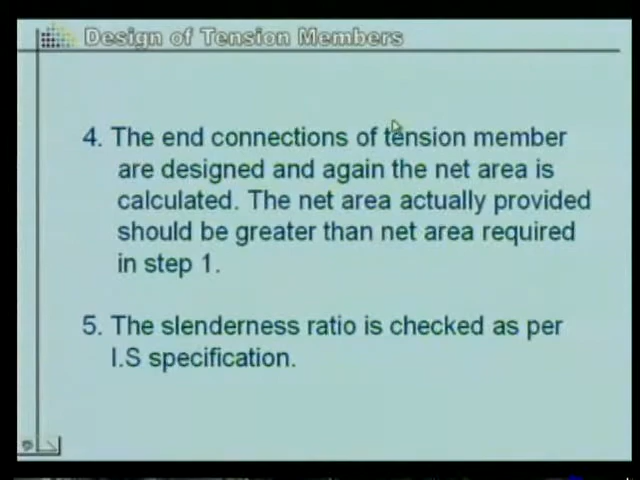 Design of Tension Members
4. The end connections of tension member
are designed and again the net area is
calculated. The net area actually provided
should be greater than net area required
in step 1.
5. The slenderness ratio is checked as per
I.S specification.